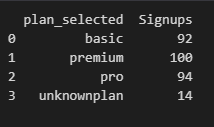 plan_selected Signups
0 basic 92
1 premium 100
2 pro 94
3 unknownplan 14